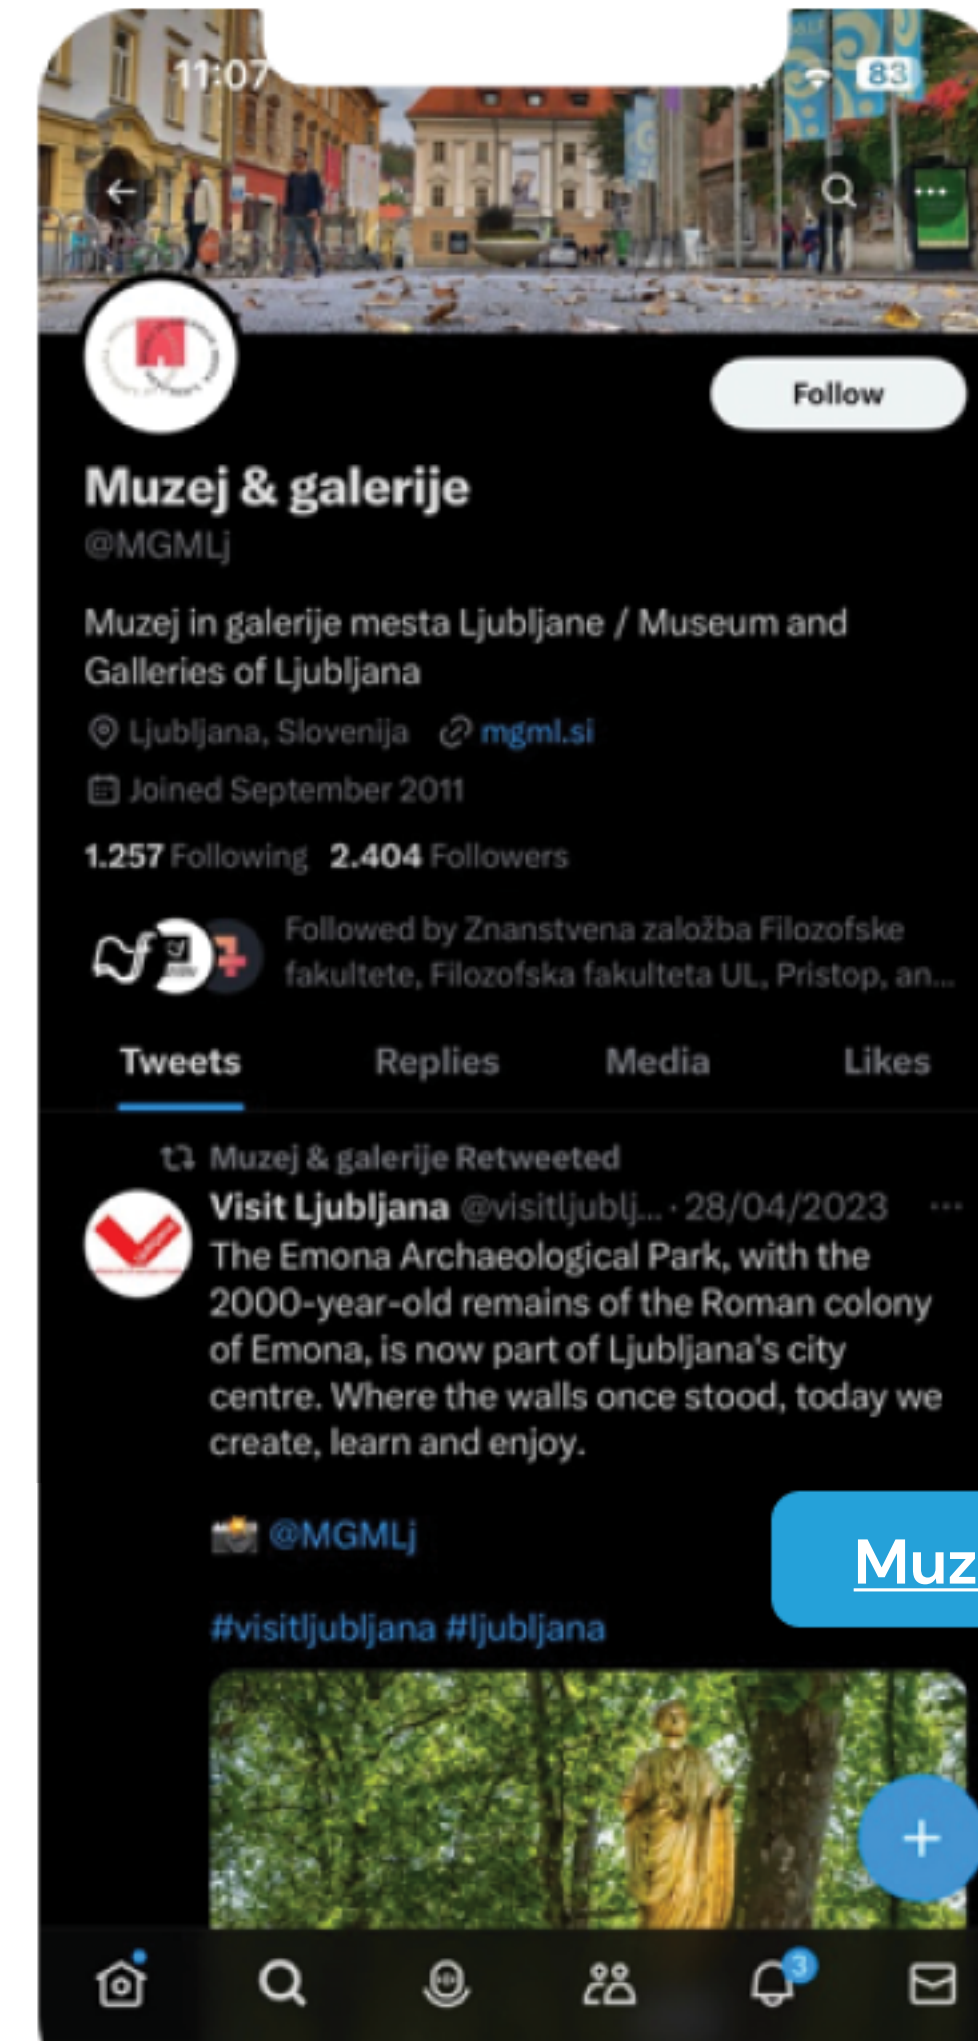 11:07
83
Follow
Muzej & galerije
@MGMLj
Muzej in galerije mesta Ljubljane / Museum and
Galleries of Ljubljana
Ljubljana, Slovenija mgml.si
Joined September 2011
1.257 Following 2.404 Followers
Followed by Znanstvena založba Filozofske
fakultete, Filozofska fakulteta UL, Pristop, an...
Tweets Replies Media Likes
Muzej & galerije Retweeted
Visit Ljubljana @visitljublj... · 28/04/2023 ...
The Emona Archaeological Park, with the
2000-year-old remains of the Roman colony
of Emona, is now part of Ljubljana's city
centre. Where the walls once stood, today we
create, learn and enjoy.
@MGMLj
Muz
#visitljubljana #ljubljana
3